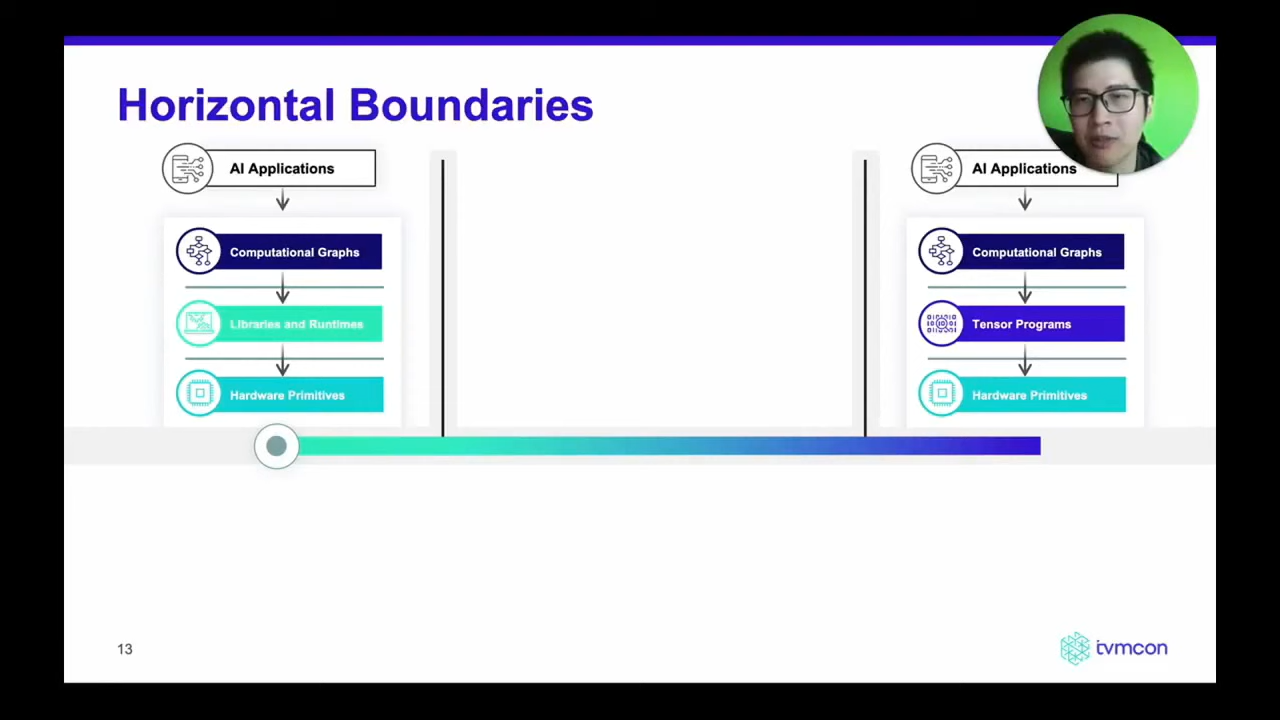 Horizontal Boundaries
AI Applications
Computational Graphs
Libraries and Runtimes
Hardware Primitives
AI Applications
Computational Graphs
Tensor Programs
Hardware Primitives
13
tvmcon